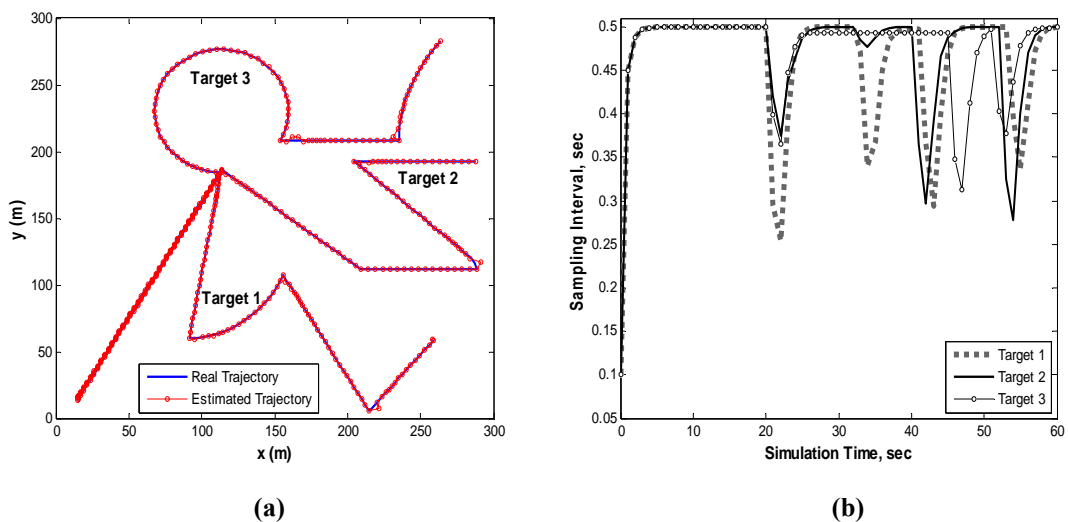 300
250
200
150
100
50
0
y (m)
0 50 100 150 200 250 300
x (m)
Target 3
Target 2
Target 1
Real Trajectory
Estimated Trajectory
(a)
0.5
0.45
0.4
0.35
0.3
0.25
0.2
0.15
0.1
0.05
Sampling Interval, sec
0 10 20 30 40 50 60
Simulation Time, sec
Target 1
Target 2
Target 3
(b)